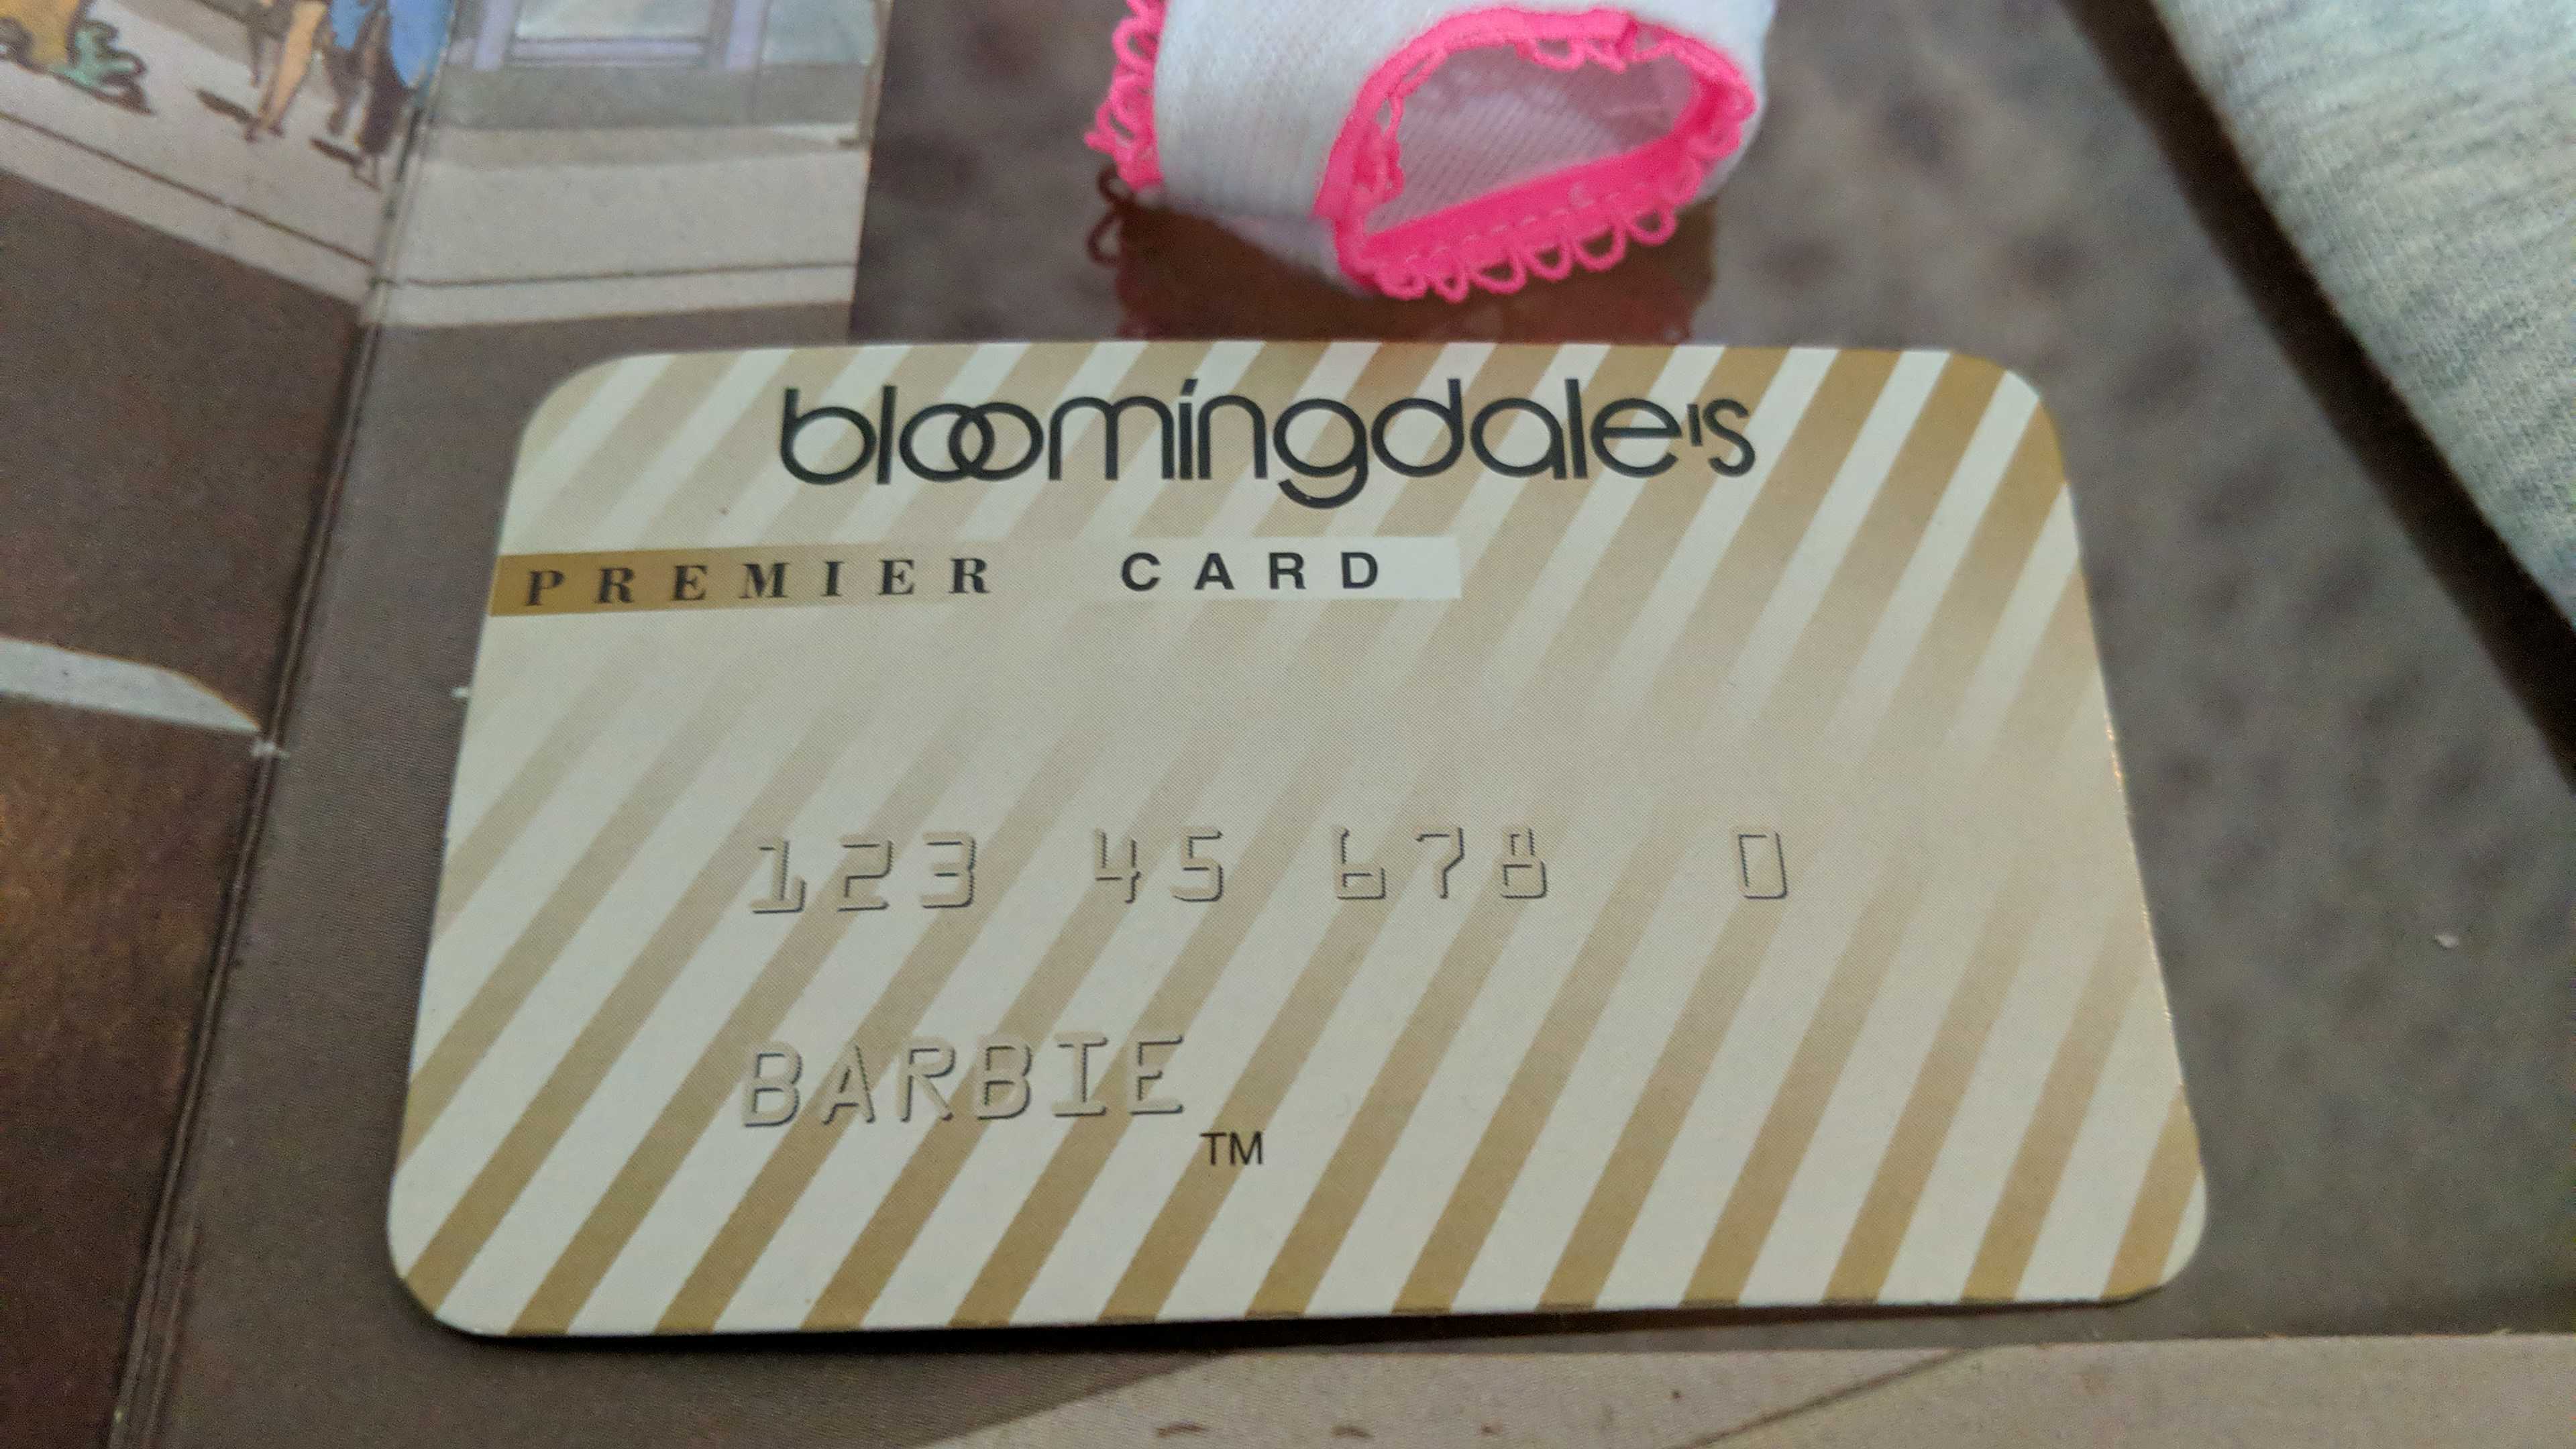 bloomingdale's
PREMIER CARD
123 45 678 0
BARBIE
TM